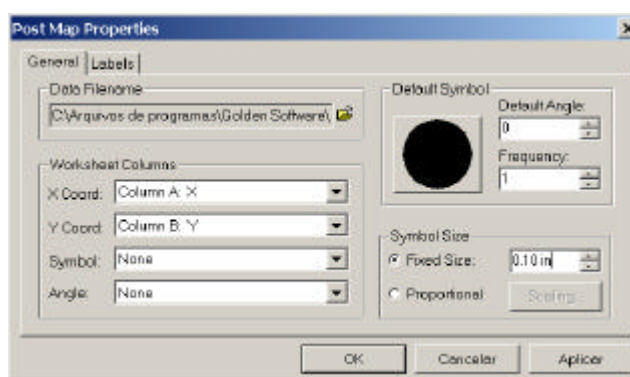 Post Map Properties
General
Labels
Data Filename
C:\Arquivos de programas\Golden Software\
Worksheet Columns
X Coord: Column A: X
Y Coord: Column B: Y
Symbol: None
Angle: None
Default Symbol
Default Angle:
0
Frequency:
1
Symbol Size
Fixed Size: 0.10 in
Proportional Scaling...
OK Cancelar Aplicar